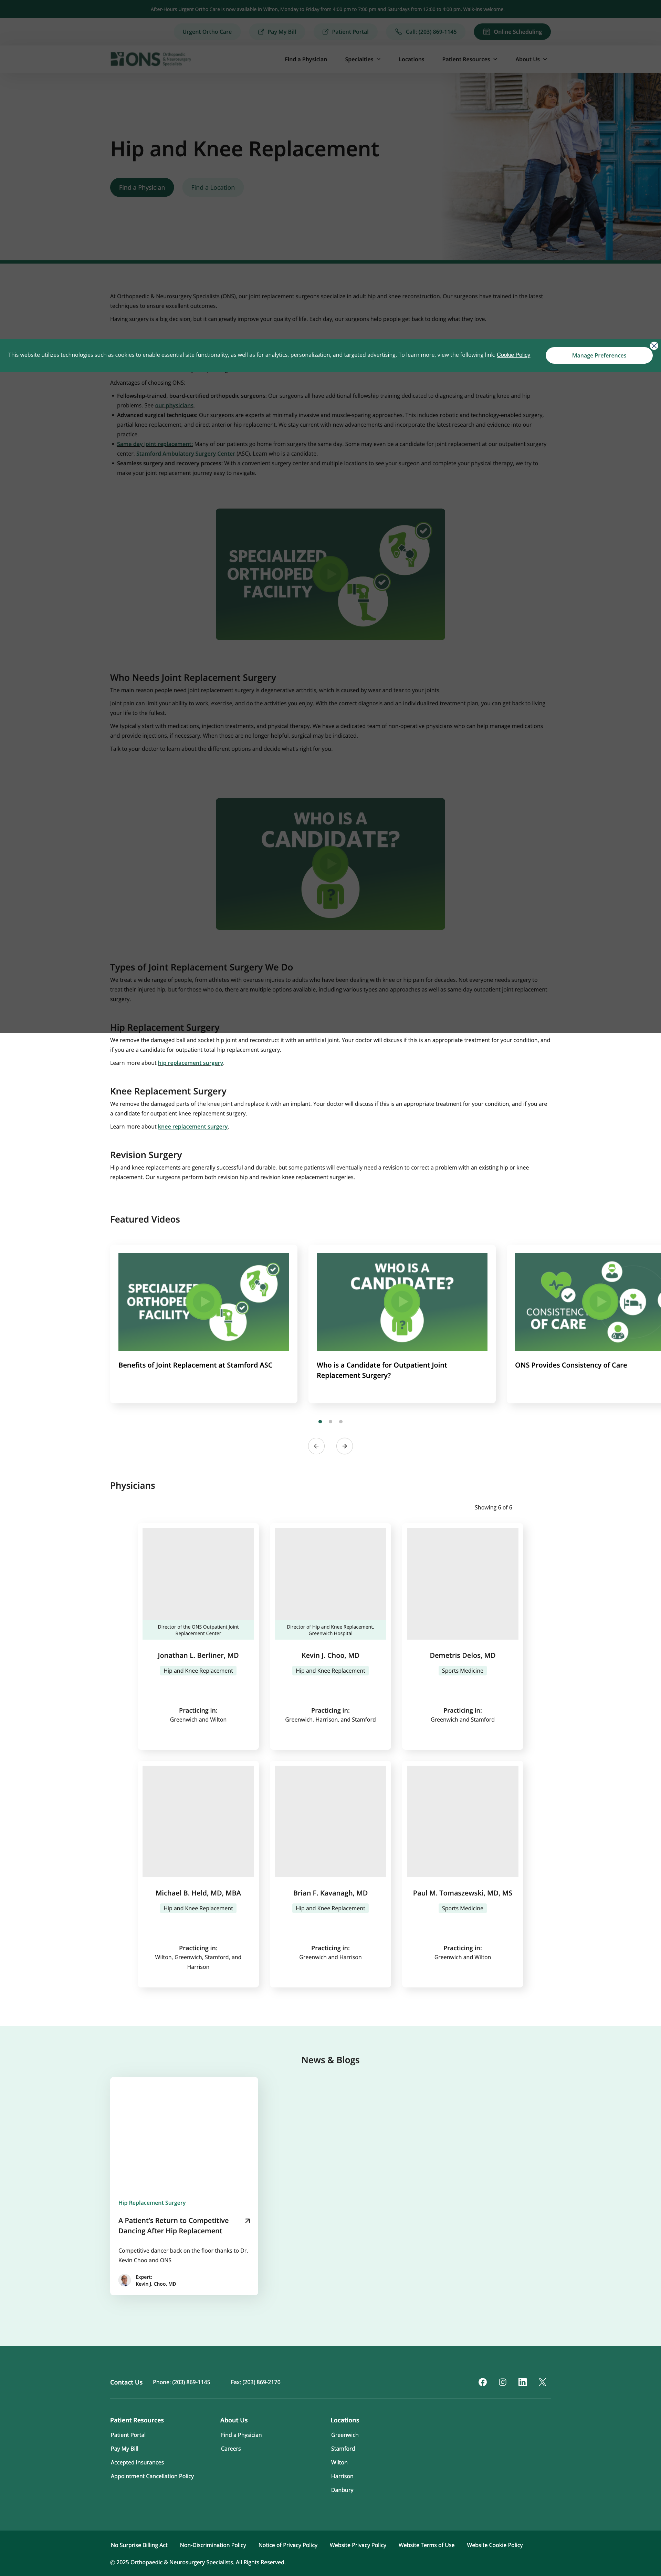 After-Hours Urgent Ortho Care is now available in Wilton, Monday to Friday from 4:00 pm to 7:00 pm and Saturdays from 12:00 to 4:00 pm. Walk-ins welcome.
Urgent Ortho Care
Pay My Bill
Patient Portal
Call: (203) 869-1145
Online Scheduling
ONS Orthopaedic & Neurosurgery Specialists
Find a Physician
Specialties
Locations
Patient Resources
About Us
Hip and Knee Replacement
Find a Physician
Find a Location
At Orthopaedic & Neurosurgery Specialists (ONS), our joint replacement surgeons specialize in adult hip and knee reconstruction. Our surgeons have trained in the latest
techniques to ensure excellent outcomes.
Having surgery is a big decision, but it can greatly improve your quality of life. Each day, our surgeons help people get back to doing what they love.
This website utilizes technologies such as cookies to enable essential site functionality, as well as for analytics, personalization, and targeted advertising. To learn more, view the following link: Cookie Policy
Manage Preferences
Advantages of choosing ONS:
• Fellowship-trained, board-certified orthopedic surgeons: Our surgeons all have additional fellowship training dedicated to diagnosing and treating knee and hip
problems. See our physicians.
• Advanced surgical techniques: Our surgeons are experts at minimally invasive and muscle-sparing approaches. This includes robotic and technology-enabled surgery,
partial knee replacement, and direct anterior hip replacement. We stay current with new advancements and incorporate the latest research and evidence into our
practice.
• Same day joint replacement: Many of our patients go home from surgery the same day. Some may even be a candidate for joint replacement at our outpatient surgery
center, Stamford Ambulatory Surgery Center (ASC). Learn who is a candidate.
• Seamless surgery and recovery process: With a convenient surgery center and multiple locations to see your surgeon and complete your physical therapy, we try to
make your joint replacement journey easy to navigate.
SPECIALIZED
ORTHOPED
FACILITY
Who Needs Joint Replacement Surgery
The main reason people need joint replacement surgery is degenerative arthritis, which is caused by wear and tear to your joints.
Joint pain can limit your ability to work, exercise, and do the activities you enjoy. With the correct diagnosis and an individualized treatment plan, you can get back to living
your life to the fullest.
We typically start with medications, injection treatments, and physical therapy. We have a dedicated team of non-operative physicians who can help manage medications
and provide injections, if necessary. When those are no longer helpful, surgical may be indicated.
Talk to your doctor to learn about the different options and decide what's right for you.
WHO IS A
CANDIDATE?
?
Types of Joint Replacement Surgery We Do
We treat a wide range of people, from athletes with overuse injuries to adults who have been dealing with knee or hip pain for decades. Not everyone needs surgery to
treat their injured hip, but for those who do, there are multiple options available, including various types and approaches as well as same-day outpatient joint replacement
surgery.
Hip Replacement Surgery
We remove the damaged ball and socket hip joint and reconstruct it with an artificial joint. Your doctor will discuss if this is an appropriate treatment for your condition, and
if you are a candidate for outpatient total hip replacement surgery.
Learn more about hip replacement surgery.
Knee Replacement Surgery
We remove the damaged parts of the knee joint and replace it with an implant. Your doctor will discuss if this is an appropriate treatment for your condition, and if you are
a candidate for outpatient knee replacement surgery.
Learn more about knee replacement surgery.
Revision Surgery
Hip and knee replacements are generally successful and durable, but some patients will eventually need a revision to correct a problem with an existing hip or knee
replacement. Our surgeons perform both revision hip and revision knee replacement surgeries.
Featured Videos
SPECIALIZED
ORTHOPED
FACILITY
Benefits of Joint Replacement at Stamford ASC
WHO IS A
CANDIDATE?
?
Who is a Candidate for Outpatient Joint
Replacement Surgery?
CONSISTENCY
OF CARE
ONS Provides Consistency of Care
Physicians
Showing 6 of 6
Director of the ONS Outpatient Joint
Replacement Center
Jonathan L. Berliner, MD
Hip and Knee Replacement
Practicing in:
Greenwich and Wilton
Director of Hip and Knee Replacement,
Greenwich Hospital
Kevin J. Choo, MD
Hip and Knee Replacement
Practicing in:
Greenwich, Harrison, and Stamford
Demetris Delos, MD
Sports Medicine
Practicing in:
Greenwich and Stamford
Michael B. Held, MD, MBA
Hip and Knee Replacement
Practicing in:
Wilton, Greenwich, Stamford, and
Harrison
Brian F. Kavanagh, MD
Hip and Knee Replacement
Practicing in:
Greenwich and Harrison
Paul M. Tomaszewski, MD, MS
Sports Medicine
Practicing in:
Greenwich and Wilton
News & Blogs
Hip Replacement Surgery
A Patient's Return to Competitive
Dancing After Hip Replacement
Competitive dancer back on the floor thanks to Dr.
Kevin Choo and ONS
Expert:
Kevin J. Choo, MD
Contact Us
Phone: (203) 869-1145
Fax: (203) 869-2170
Patient Resources
Patient Portal
Pay My Bill
Accepted Insurances
Appointment Cancellation Policy
About Us
Find a Physician
Careers
Locations
Greenwich
Stamford
Wilton
Harrison
Danbury
No Surprise Billing Act
Non-Discrimination Policy
Notice of Privacy Policy
Website Privacy Policy
Website Terms of Use
Website Cookie Policy
© 2025 Orthopaedic & Neurosurgery Specialists. All Rights Reserved.